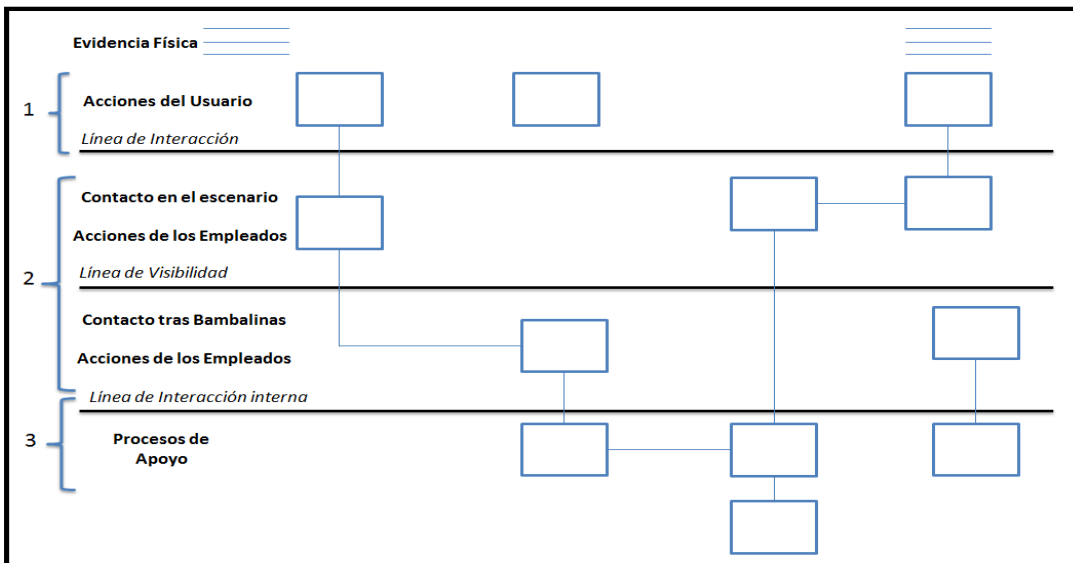 Evidencia Física
1
Acciones del Usuario
Línea de Interacción
Contacto en el escenario
Acciones de los Empleados
2
Línea de Visibilidad
Contacto tras Bambalinas
Acciones de los Empleados
Línea de Interacción interna
3
Procesos de
Apoyo